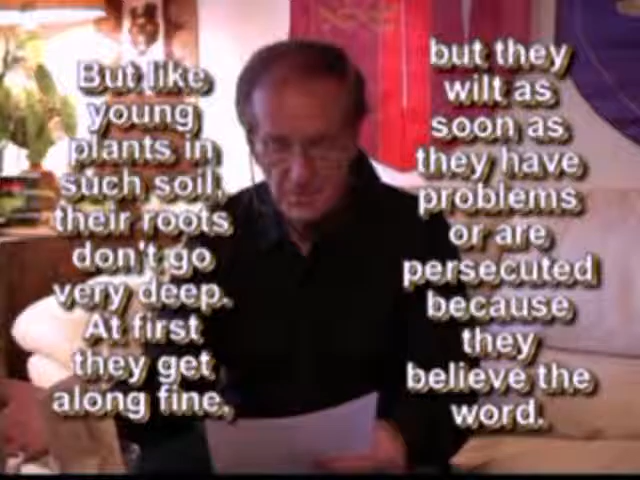 But like
young
plants in
such soil,
their roots
don't go
very deep.
At first
they get
along fine,
but they
wilt as
soon as
they have
problems
or are
persecuted
because
they
believe the
word.